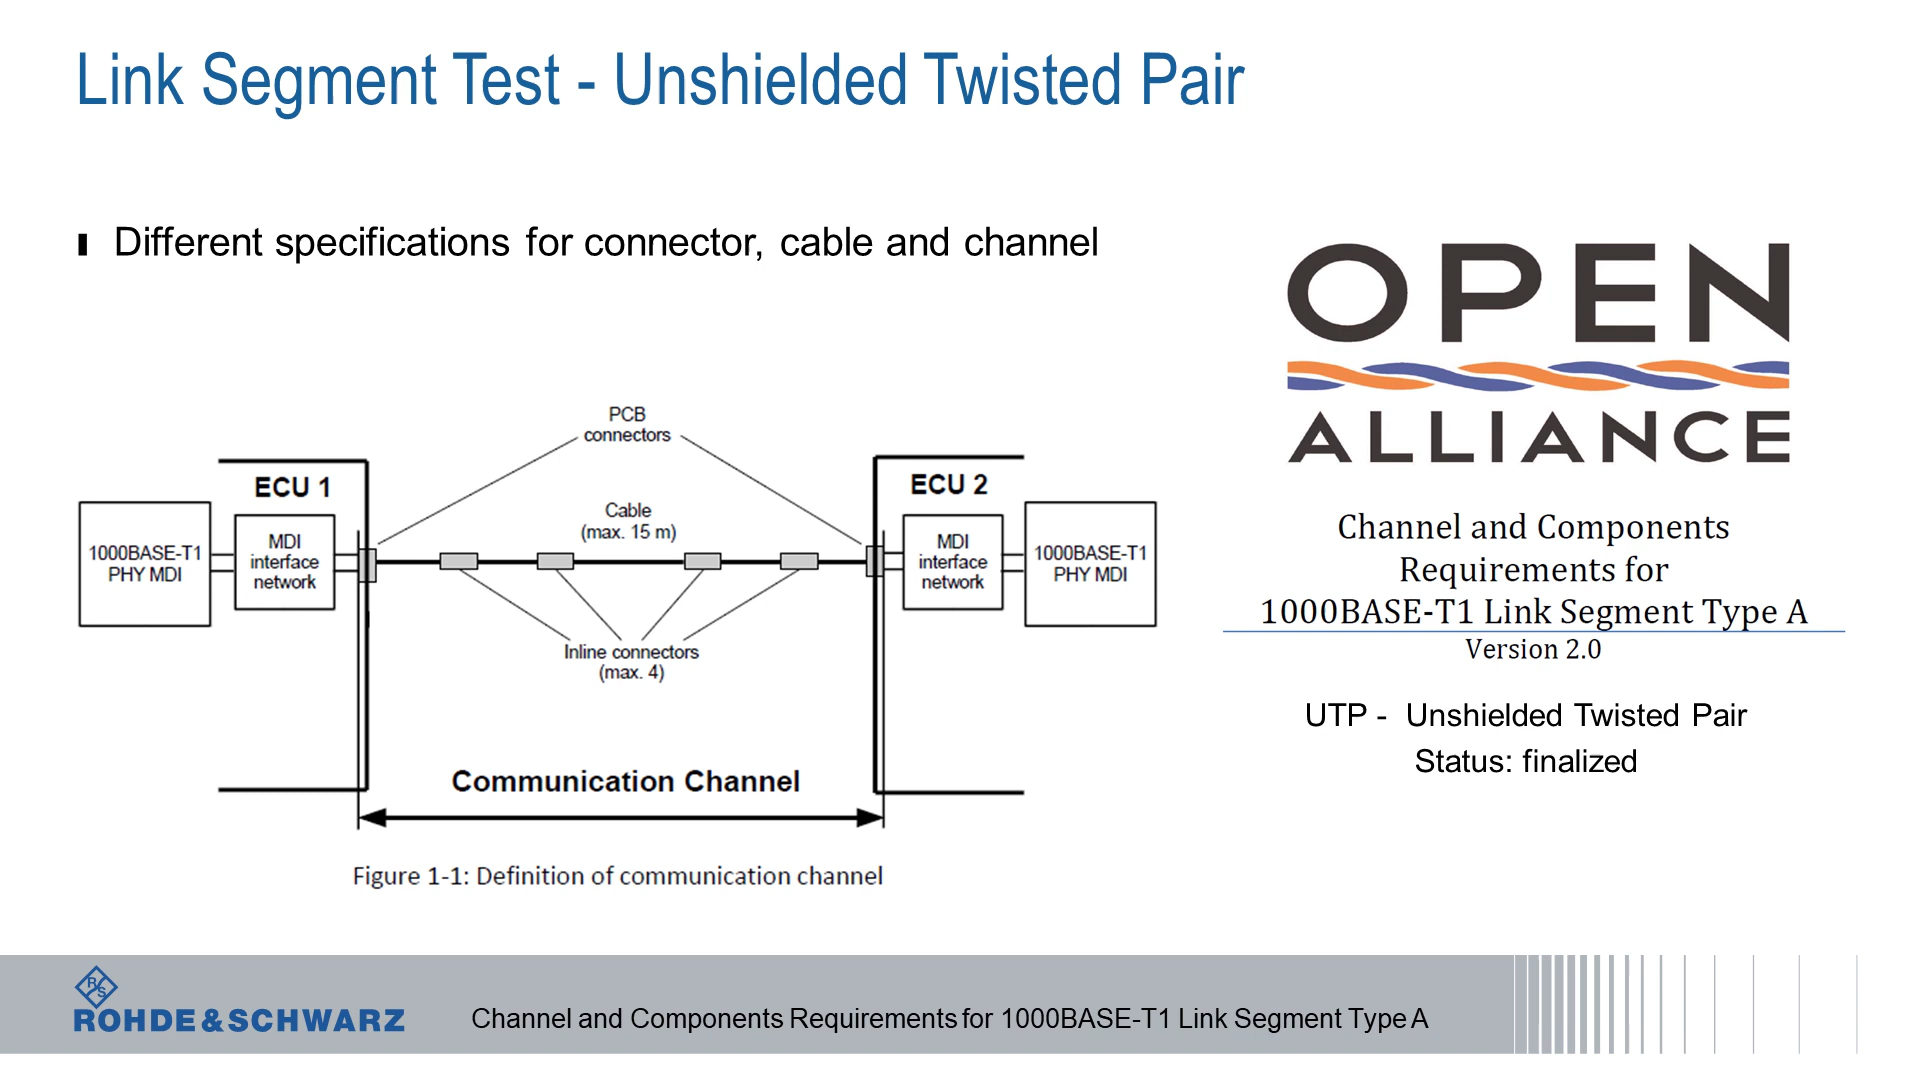 Link Segment Test - Unshielded Twisted Pair
Different specifications for connector, cable and channel
OPEN
ALLIANCE
Channel and Components
Requirements for
1000BASE-T1 Link Segment Type A
Version 2.0
UTP - Unshielded Twisted Pair
Status: finalized
PCB
connectors
ECU 1
ECU 2
Cable
(max. 15 m)
1000BASE-T1
PHY MDI
MDI
interface
network
MDI
interface
network
1000BASE-T1
PHY MDI
Inline connectors
(max. 4)
Communication Channel
Figure 1-1: Definition of communication channel
R S
ROHDE & SCHWARZ
Channel and Components Requirements for 1000BASE-T1 Link Segment Type A